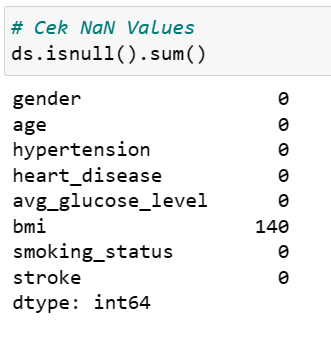 # Cek NaN Values
ds.isnull().sum()
gender 0
age 0
hypertension 0
heart_disease 0
avg_glucose_level 0
bmi 140
smoking_status 0
stroke 0
dtype: int64